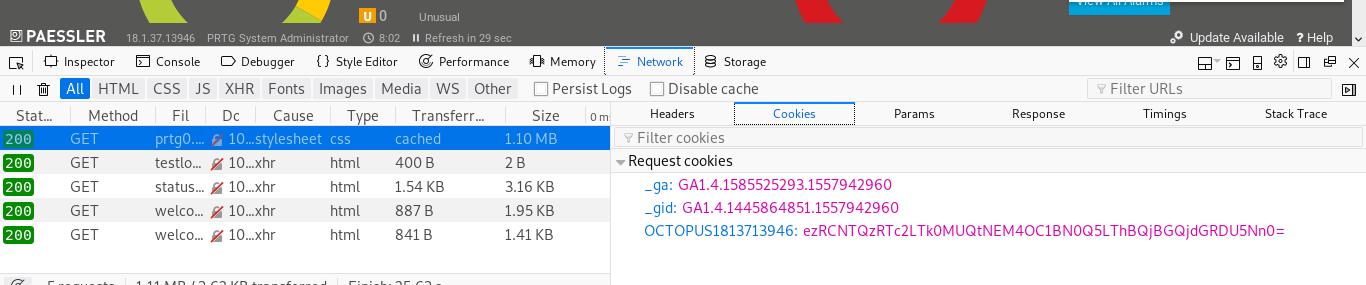 View All Alarms
U 0 Unusual
PAESSLER 18.1.37.13946 PRTG System Administrator 8:02 Refresh in 29 sec Update Available ? Help
Inspector Console Debugger {} Style Editor Performance Memory Network Storage
All HTML CSS JS XHR Fonts Images Media WS Other Persist Logs Disable cache Filter URLs
Stat... Method Fil Dc Cause Type Transferr... Size 0 ms Headers Cookies Params Response Timings Stack Trace
200 GET prtg0.... 10...stylesheet css cached 1.10 MB Filter cookies
200 GET testlo... 10...xhr html 400 B 2 B Request cookies
200 GET status... 10...xhr html 1.54 KB 3.16 KB _ga: GA1.4.1585525293.1557942960
200 GET welco... 10...xhr html 887 B 1.95 KB _gid: GA1.4.1445864851.1557942960
200 GET welco... 10...xhr html 841 B 1.41 KB OCTOPUS1813713946: ezRCNTQzRTc2LTk0MUQtNEM4OC1BN0Q5LThBQjBGQjdGRDU5Nn0=
5 requests 1.11 MB / 3.62 KB transferred Finish: 25.62 s